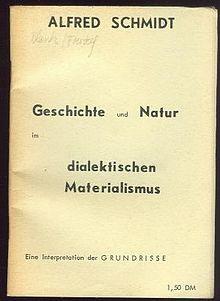 ALFRED SCHMIDT
Geschichte und Natur
im
dialektischen
Materialismus
Eine Interpretation der GRUNDRISSE
1,50 DM